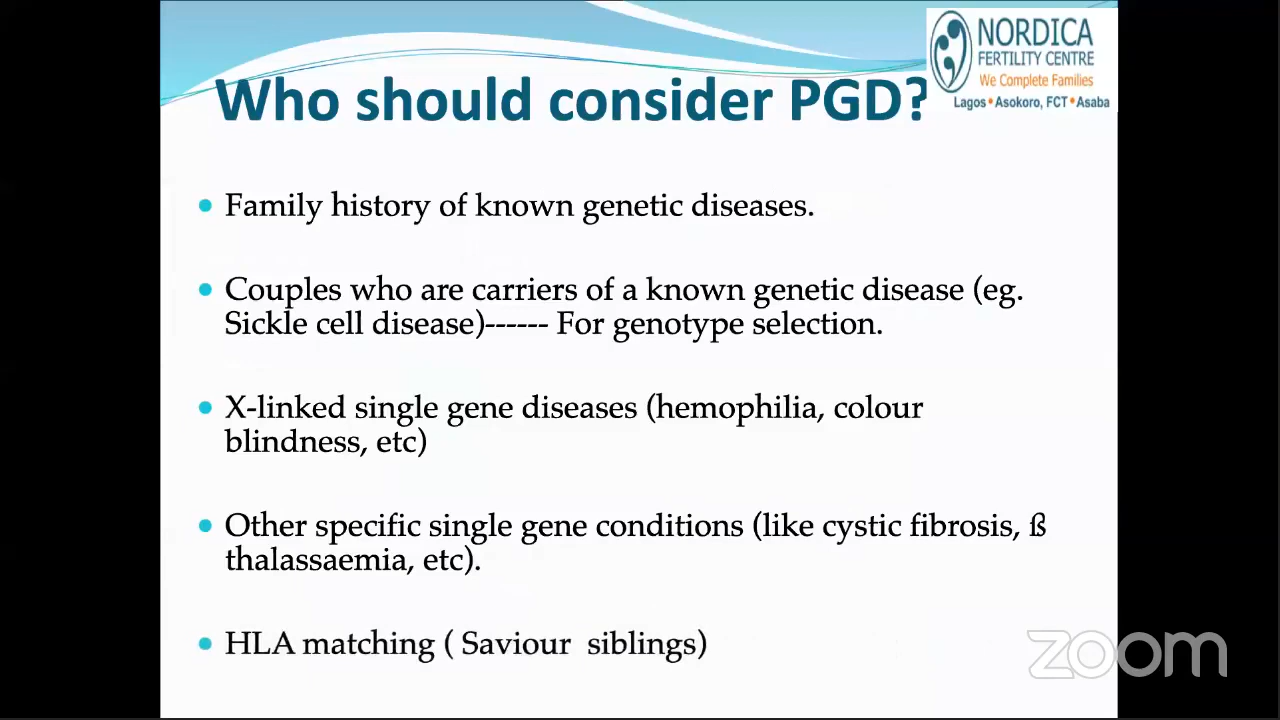 NORDICA
FERTILITY CENTRE
We Complete Families
Lagos • Asokoro, FCT • Asaba
Who should consider PGD?
• Family history of known genetic diseases.
• Couples who are carriers of a known genetic disease (eg.
Sickle cell disease)------ For genotype selection.
• X-linked single gene diseases (hemophilia, colour
blindness, etc)
• Other specific single gene conditions (like cystic fibrosis, ß
thalassaemia, etc).
• HLA matching ( Saviour  siblings)
zoom